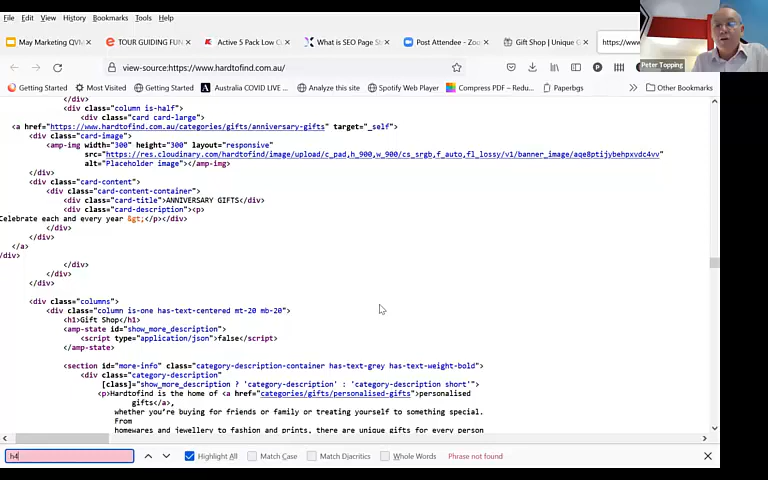 File Edit View History Bookmarks Tools Help
May Marketing QVM TOUR GUIDING FUN Active 5 Pack Low C What is SEO Page S Post Attendee - Zoom Gift Shop | Unique G https://www.hardtofin
view-source:https://www.hardtofind.com.au/
Getting Started Most Visited Getting Started Australia COVID LIVE ... Analyze this site Spotify Web Player Compress PDF – Redu... Paperbgs Other Bookmarks
Peter Topping
</div>
<div class="column is-half">
<div class="card card-large">
<a href="https://www.hardtofind.com.au/categories/gifts/anniversary-gifts" target="_self">
<div class="card-image">
<amp-img width="300" height="300" layout="responsive"
src="https://res.cloudinary.com/hardtofind/image/upload/c_pad,h_900,w_900/cs_srgb,f_auto,fl_lossy/v1/banner_image/aqe8ptijybehpxvdc4vv"
alt="Placeholder image"></amp-img>
</div>
<div class="card-content">
<div class="card-content-container">
<div class="card-title">ANNIVERSARY GIFTS</div>
<div class="card-description"><p>
Celebrate each and every year &gt;</p></div>
</div>
</div>
</a>
/div>
</div>
</div>
</div>
<div class="columns">
<div class="column is-one has-text-centered mt-20 mb-20">
<h1>Gift Shop</h1>
<amp-state id="show_more_description">
<script type="application/json">false</script>
</amp-state>
<section id="more-info" class="category-description-container has-text-grey has-text-weight-bold">
<div class="category-description"
[class]="show_more_description ? 'category-description' : 'category-description short'">
<p>Hardtofind is the home of <a href="categories/gifts/personalised-gifts">personalised
gifts</a>,
whether you’re buying for friends or family or treating yourself to something special.
From
homewares and jewellery to fashion and prints, there are unique gifts for every person
h4 Highlight All Match Case Match Diacritics Whole Words Phrase not found